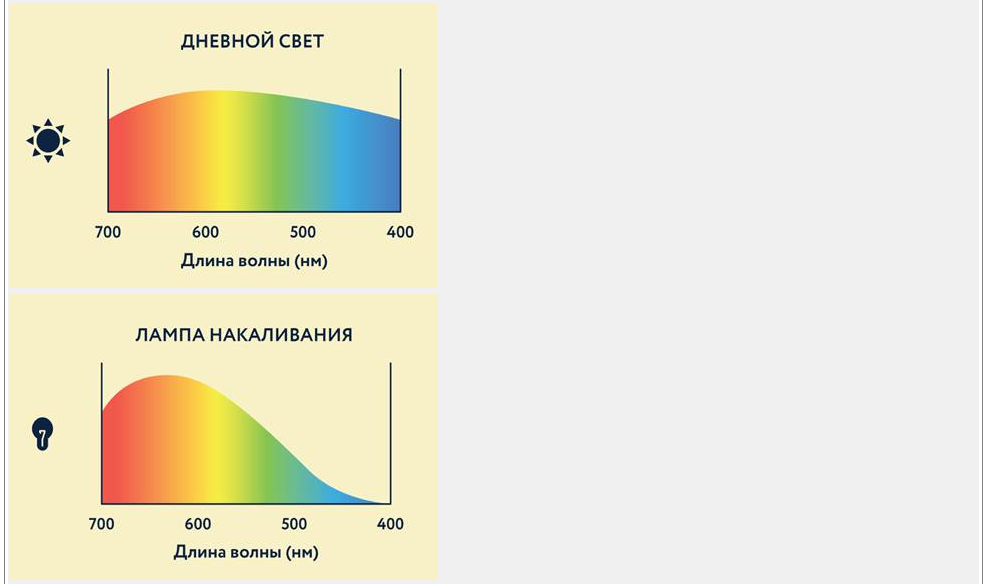 ДНЕВНОЙ СВЕТ
700 600 500 400
Длина волны (нм)
ЛАМПА НАКАЛИВАНИЯ
700 600 500 400
Длина волны (нм)